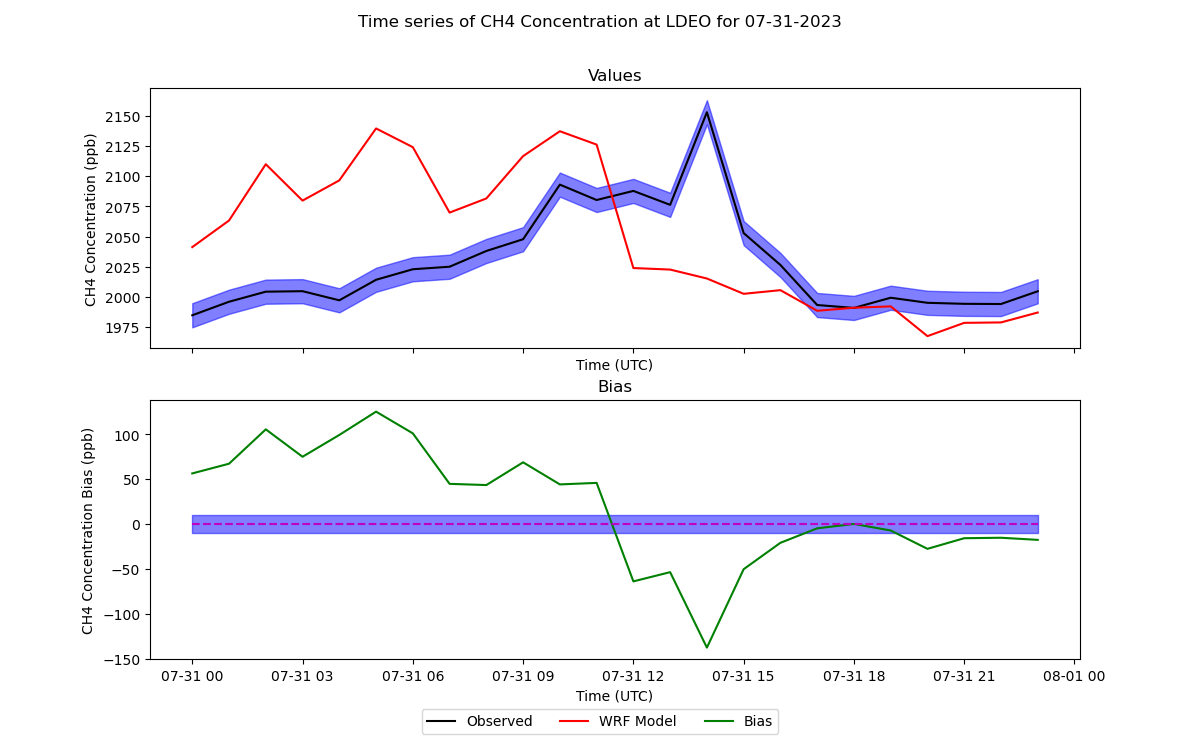 Time series of CH4 Concentration at LDEO for 07-31-2023
Values
CH4 Concentration (ppb)
2150
2125
2100
2075
2050
2025
2000
1975
Time (UTC)
Bias
CH4 Concentration Bias (ppb)
100
50
0
−50
−100
−150
07-31 00 07-31 03 07-31 06 07-31 09 07-31 12 07-31 15 07-31 18 07-31 21 08-01 00
Time (UTC)
Observed WRF Model Bias